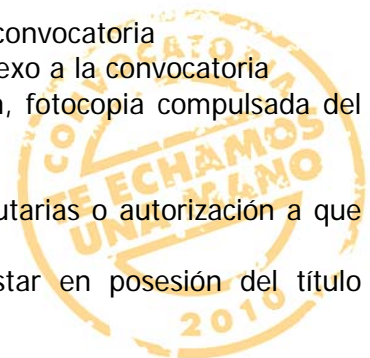 convocatoria
exo a la convocatoria
, fotocopia compulsada del
utarias o autorización a que
star en posesión del título
CONVOCATORIAS
TE ECHAMOS
UNA MANO
2010